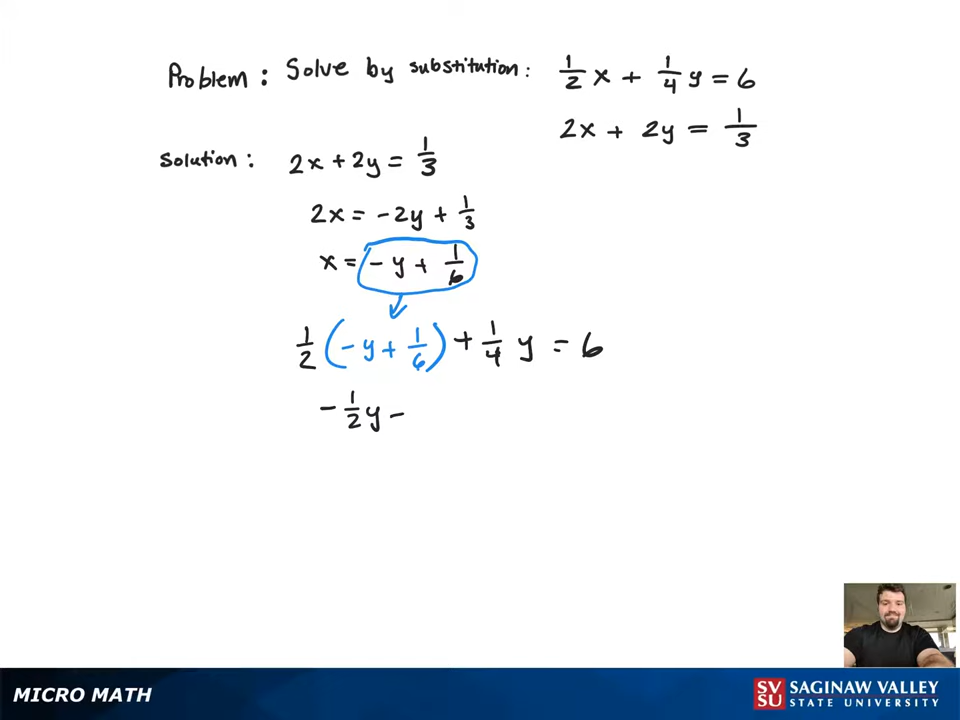 Problem: Solve by substitution: 1/2 x + 1/4 y = 6
2x + 2y = 1/3
Solution: 2x + 2y = 1/3
2x = -2y + 1/3
x = -y + 1/6
1/2 (-y + 1/6) + 1/4 y = 6
-1/2 y -
MICRO MATH
SV SU SAGINAW VALLEY
STATE UNIVERSITY